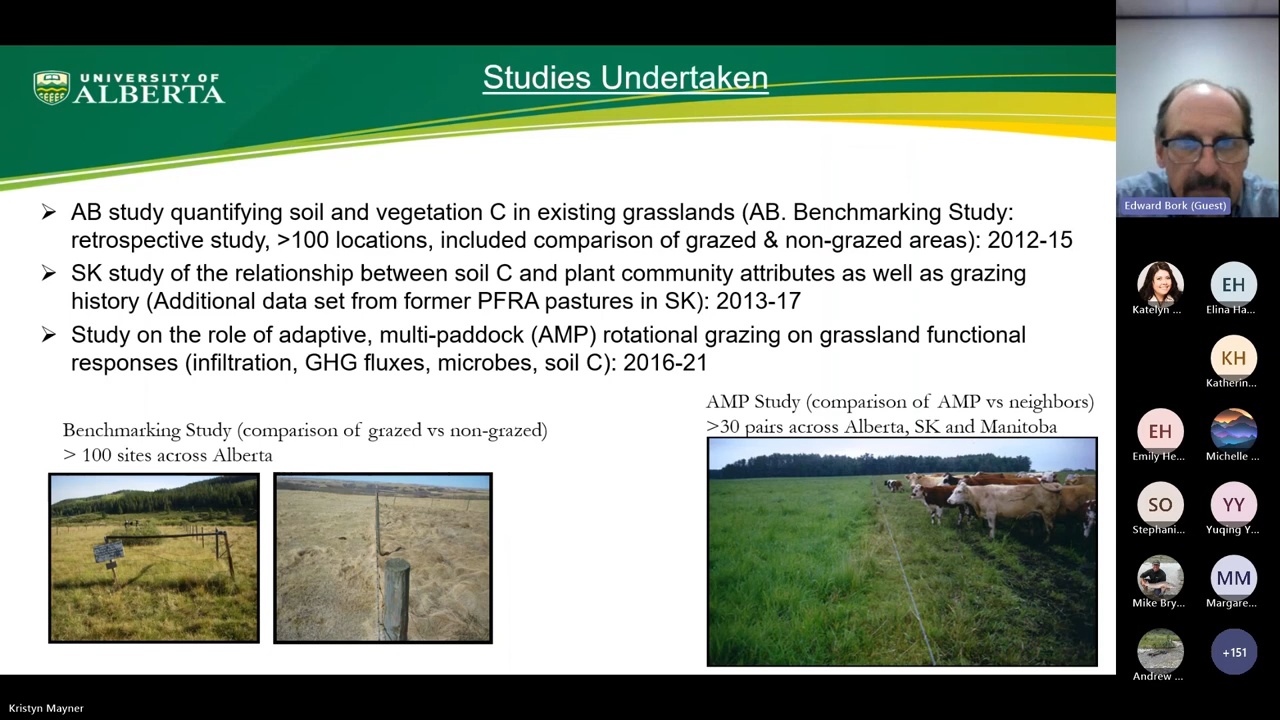 UNIVERSITY OF
ALBERTA
Studies Undertaken
AB study quantifying soil and vegetation C in existing grasslands (AB. Benchmarking Study:
retrospective study, >100 locations, included comparison of grazed & non-grazed areas): 2012-15
SK study of the relationship between soil C and plant community attributes as well as grazing
history (Additional data set from former PFRA pastures in SK): 2013-17
Study on the role of adaptive, multi-paddock (AMP) rotational grazing on grassland functional
responses (infiltration, GHG fluxes, microbes, soil C): 2016-21
Benchmarking Study (comparison of grazed vs non-grazed)
> 100 sites across Alberta
AMP Study (comparison of AMP vs neighbors)
>30 pairs across Alberta, SK and Manitoba
Edward Bork (Guest)
Katelyn ...
EH
Elina Ha...
KH
Katherin...
EH
Emily He...
Michelle ...
SO
Stephani...
YY
Yuqing Y...
Mike Bry...
MM
Margare...
Andrew ...
+151
Kristyn Mayner